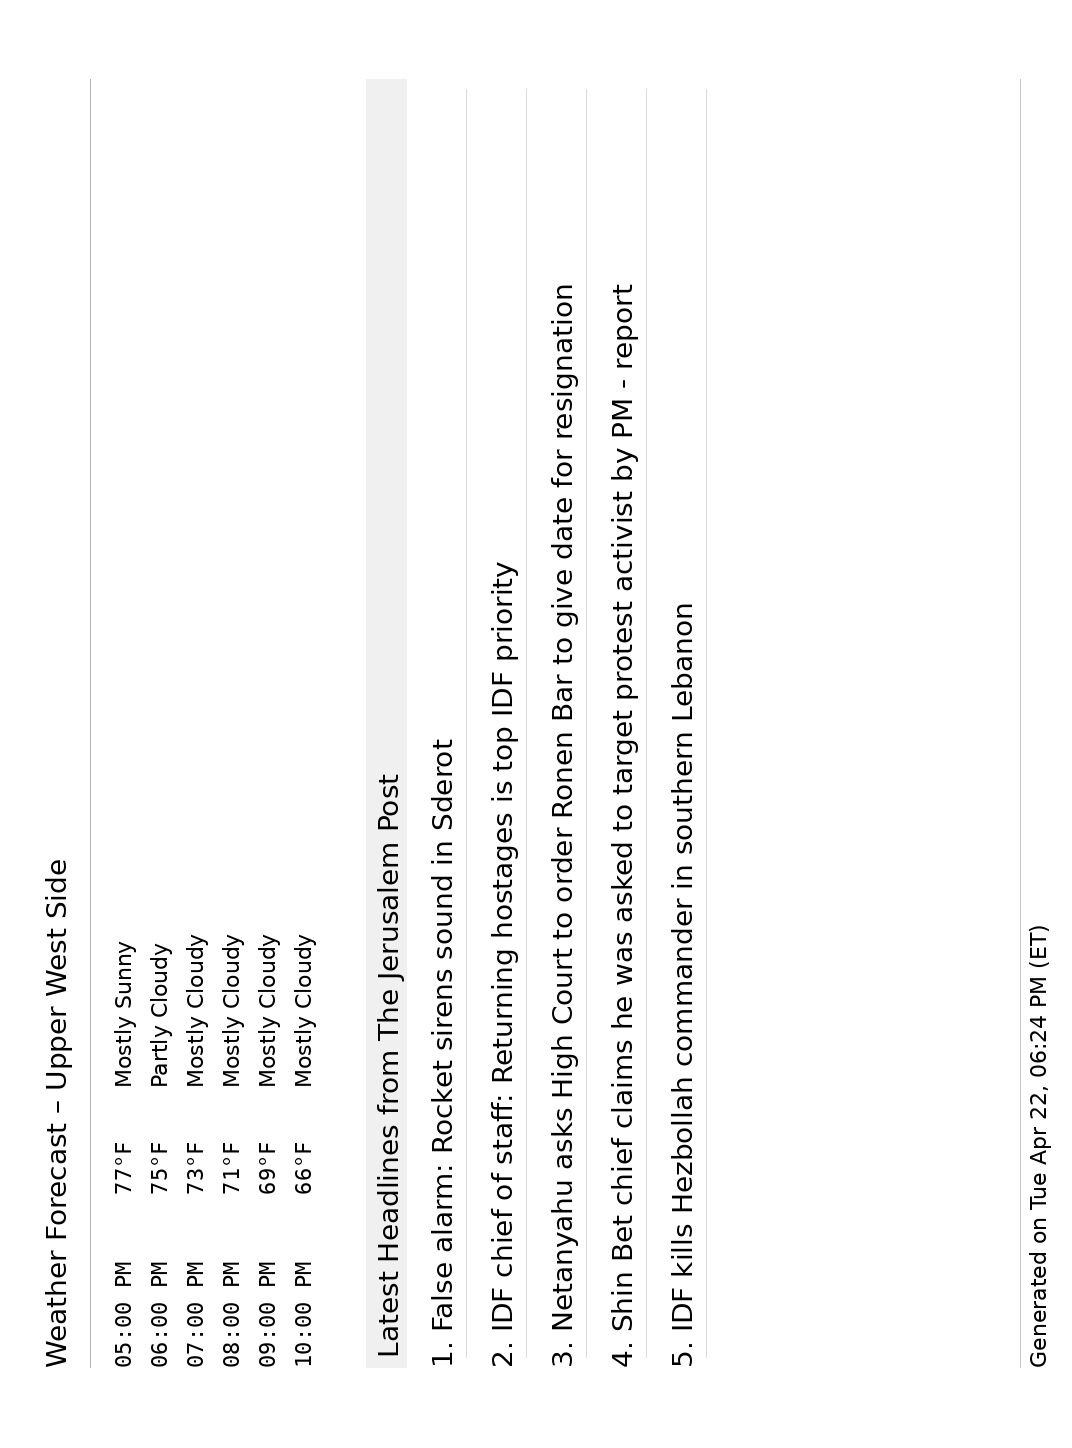 Weather Forecast – Upper West Side
05:00 PM 77°F Mostly Sunny
06:00 PM 75°F Partly Cloudy
07:00 PM 73°F Mostly Cloudy
08:00 PM 71°F Mostly Cloudy
09:00 PM 69°F Mostly Cloudy
10:00 PM 66°F Mostly Cloudy
Latest Headlines from The Jerusalem Post
1. False alarm: Rocket sirens sound in Sderot
2. IDF chief of staff: Returning hostages is top IDF priority
3. Netanyahu asks High Court to order Ronen Bar to give date for resignation
4. Shin Bet chief claims he was asked to target protest activist by PM - report
5. IDF kills Hezbollah commander in southern Lebanon
Generated on Tue Apr 22, 06:24 PM (ET)